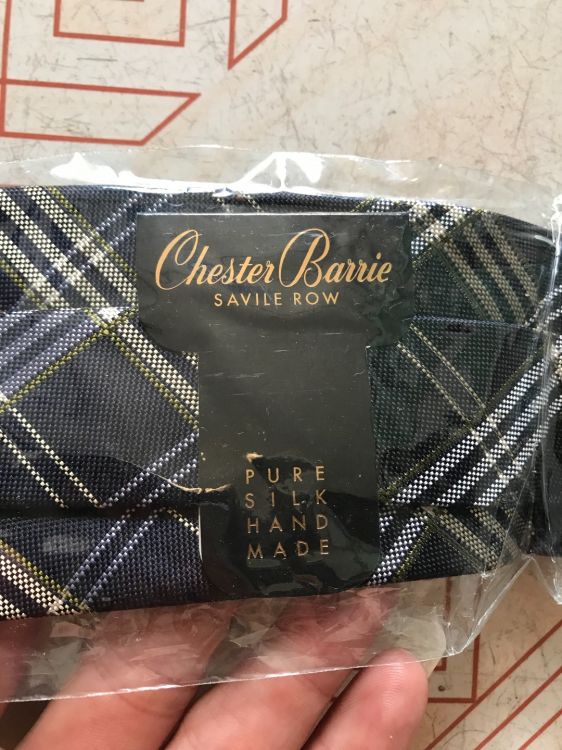 Chester Barrie
SAVILE ROW
PURE
SILK
HAND
MADE